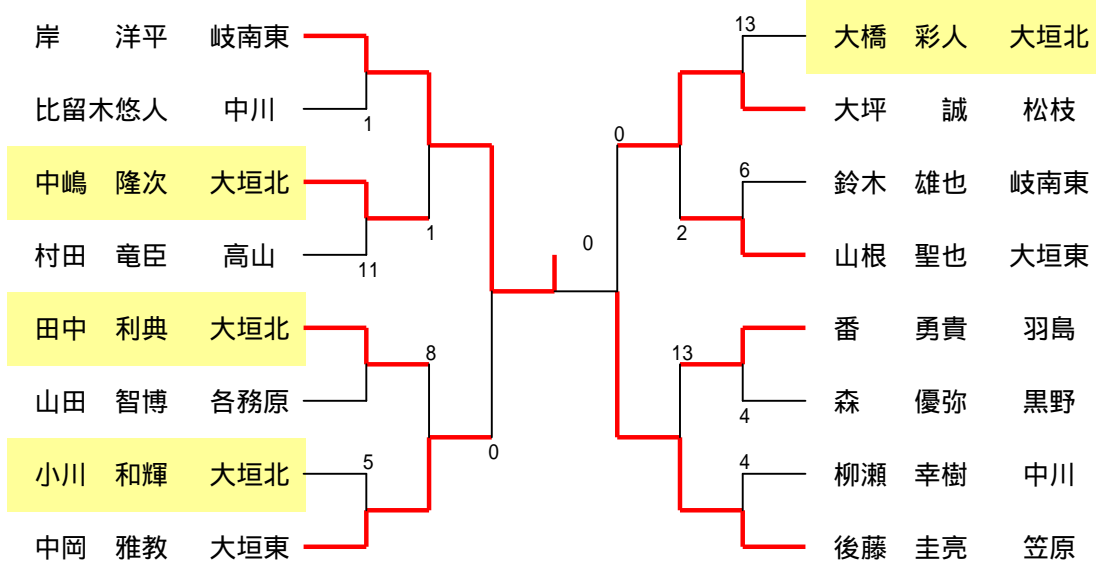 岸 洋平 岐南東
比留木悠人 中川
1
中嶋 隆次 大垣北
1
村田 竜臣 高山
11
田中 利典 大垣北
8
山田 智博 各務原
0
小川 和輝 大垣北
5
中岡 雅教 大垣東
0
13
大橋 彩人 大垣北
大坪 誠 松枝
0
6
鈴木 雄也 岐南東
2
山根 聖也 大垣東
番 勇貴 羽島
13
森 優弥 黒野
4
4
柳瀬 幸樹 中川
後藤 圭亮 笠原